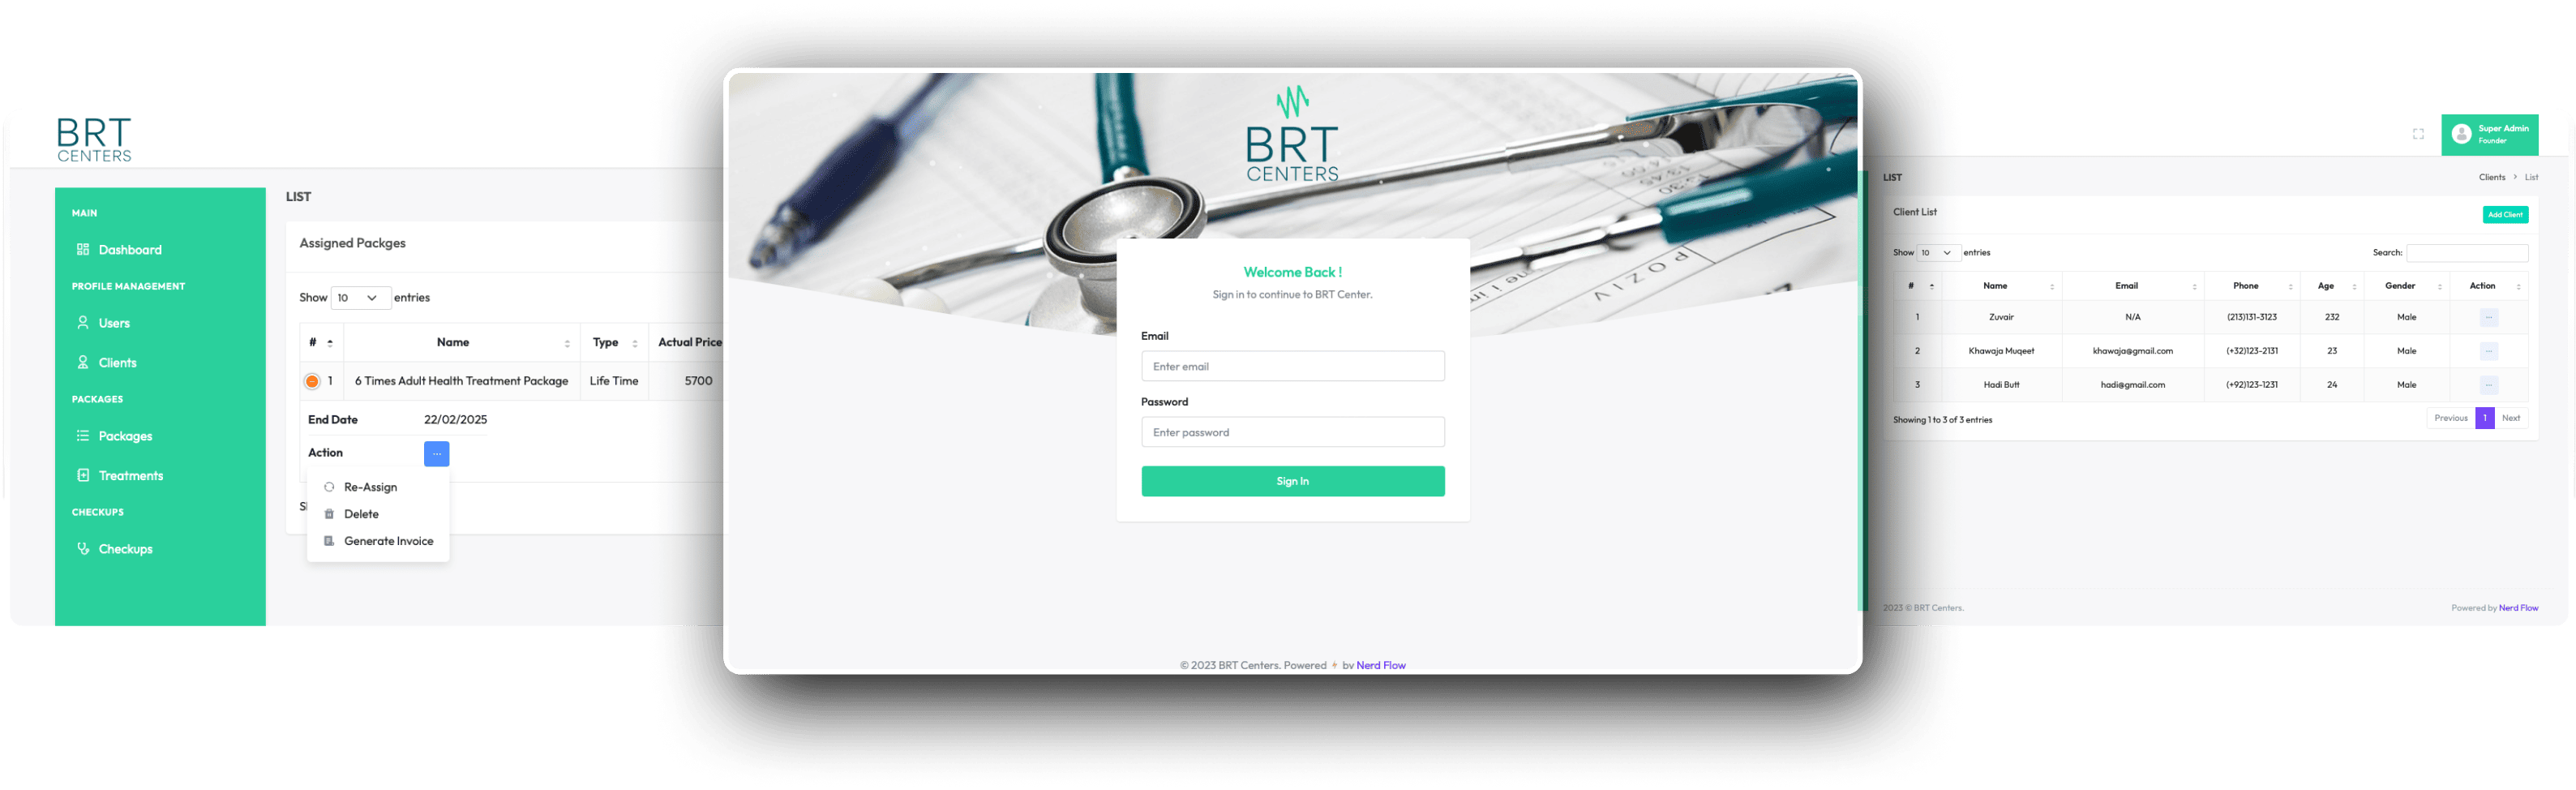 BRT
CENTERS
MAIN
Dashboard
PROFILE MANAGEMENT
Users
Clients
PACKAGES
Packages
Treatments
CHECKUPS
Checkups
LIST
Assigned Packges
Show 10 entries
# Name Type Actual Price
1 6 Times Adult Health Treatment Package Life Time 5700
End Date 22/02/2025
Action ...
Re-Assign
Delete
Generate Invoice
BRT
CENTERS
Welcome Back !
Sign in to continue to BRT Center.
Email
Enter email
Password
Enter password
Sign In
© 2023 BRT Centers. Powered by Nerd Flow
POZIV
Super Admin
Founder
LIST
Clients > List
Client List
Add Client
Show 10 entries
Search:
# Name Email Phone Age Gender Action
1 Zuvair N/A (213)131-3123 232 Male ...
2 Khawaja Muqeet khawaja@gmail.com (+32)123-2131 23 Male ...
3 Hadi Butt hadi@gmail.com (+92)123-1231 24 Male ...
Showing 1 to 3 of 3 entries
Previous 1 Next
2023 © BRT Centers.
Powered by Nerd Flow